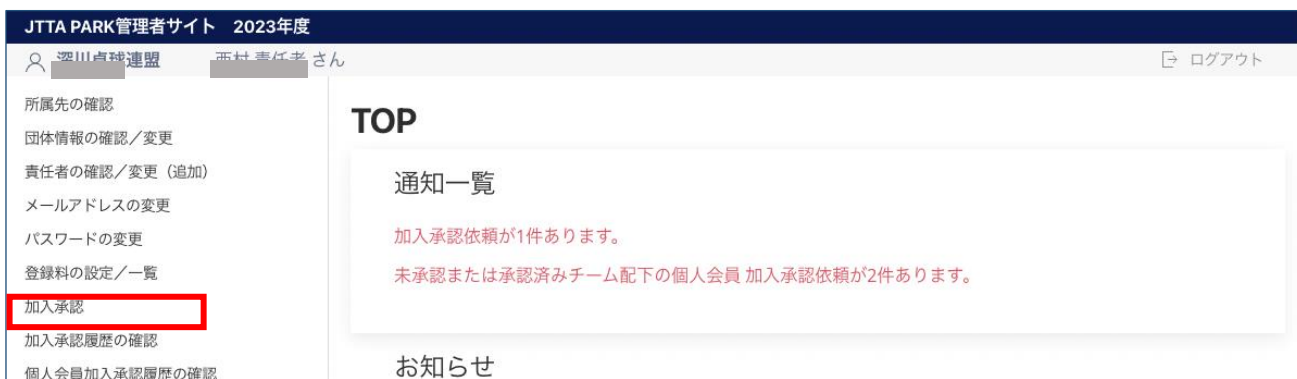 JTTA PARK管理者サイト 2023年度
連盟 さん
ログアウト
所属先の確認
団体情報の確認／変更
責任者の確認／変更（追加）
メールアドレスの変更
パスワードの変更
登録料の設定／一覧
加入承認
加入承認履歴の確認
個人会員加入承認履歴の確認
TOP
通知一覧
加入承認依頼が1件あります。
未承認または承認済みチーム配下の個人会員 加入承認依頼が2件あります。
お知らせ